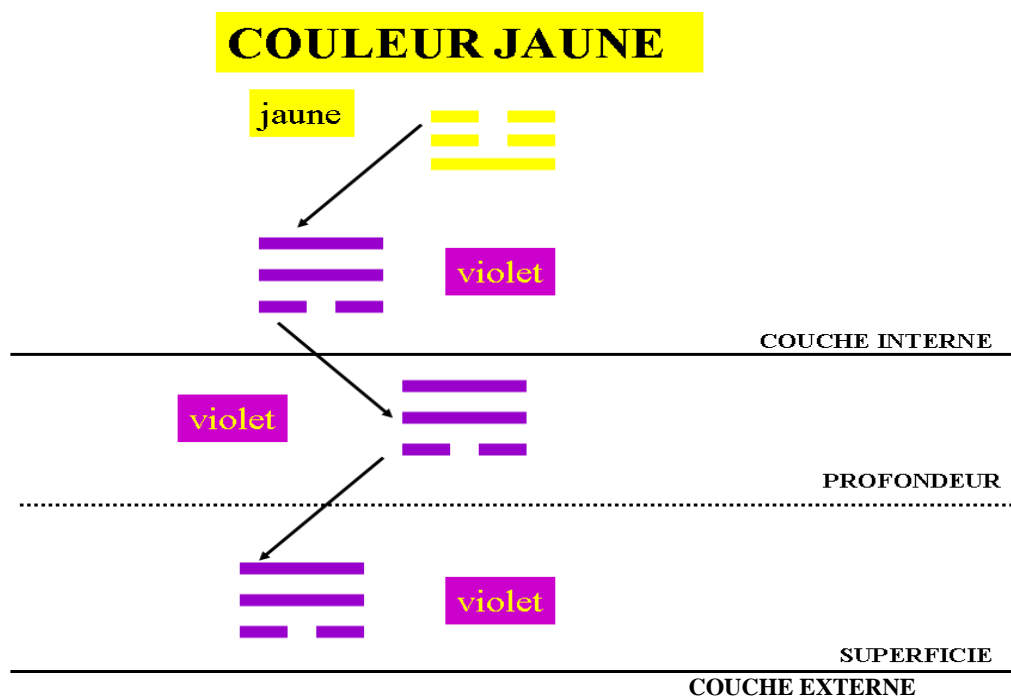 COULEUR JAUNE
jaune
violet
COUCHE INTERNE
violet
PROFONDEUR
violet
SUPERFICIE
COUCHE EXTERNE